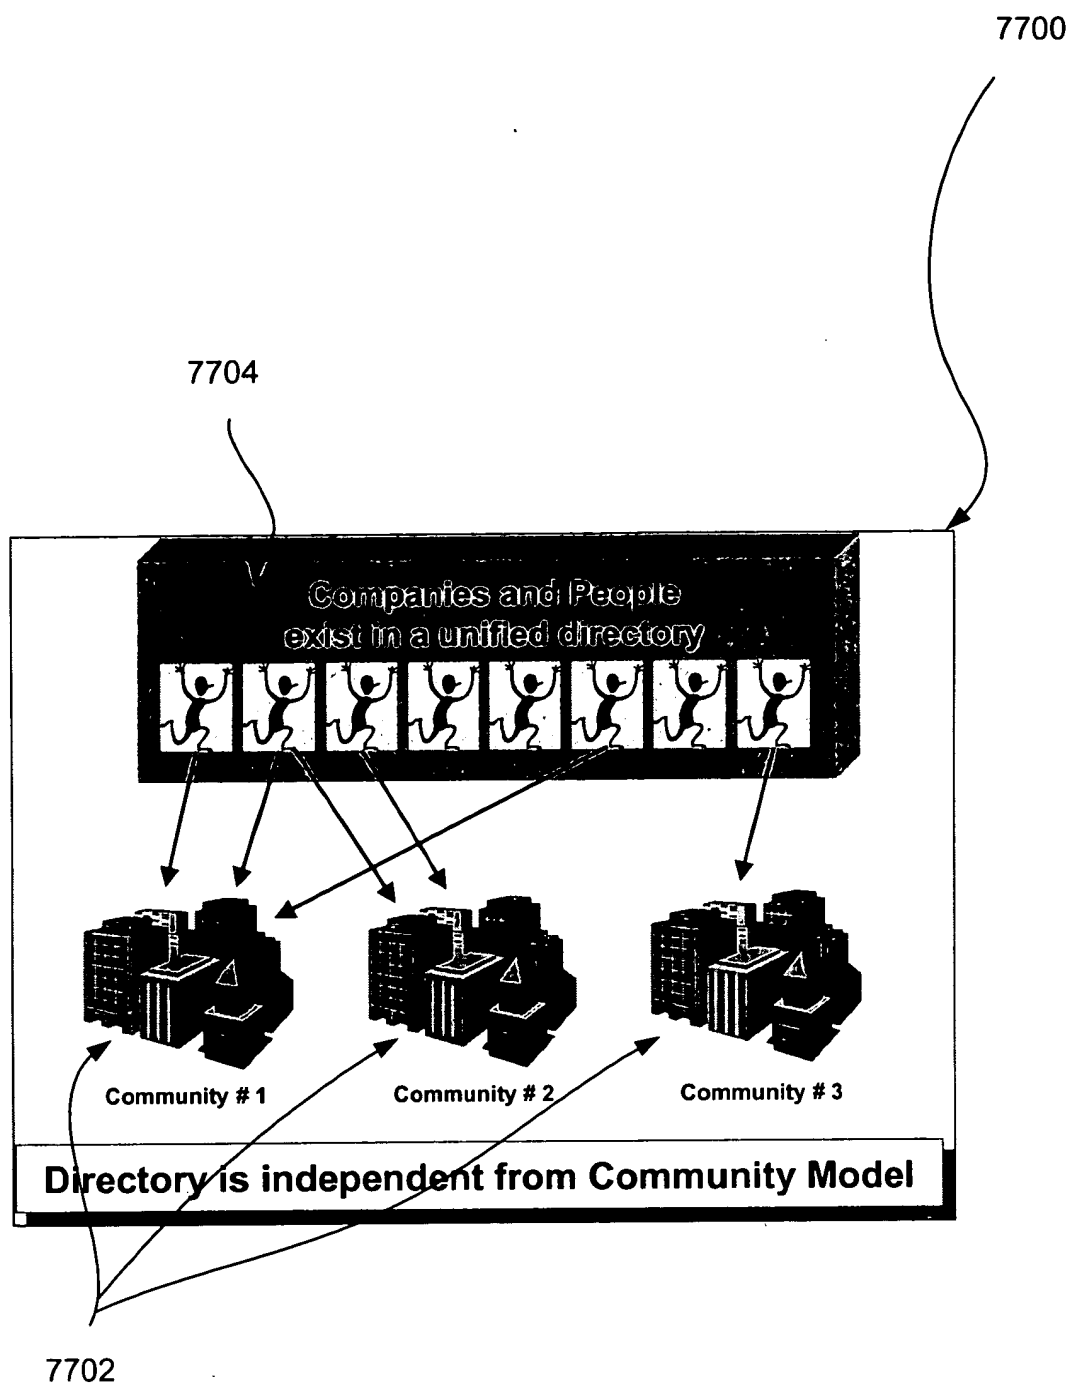 7700
7704
Companies and People
exist in a unified directory
Community # 1
Community # 2
Community # 3
Directory is independent from Community Model
7702